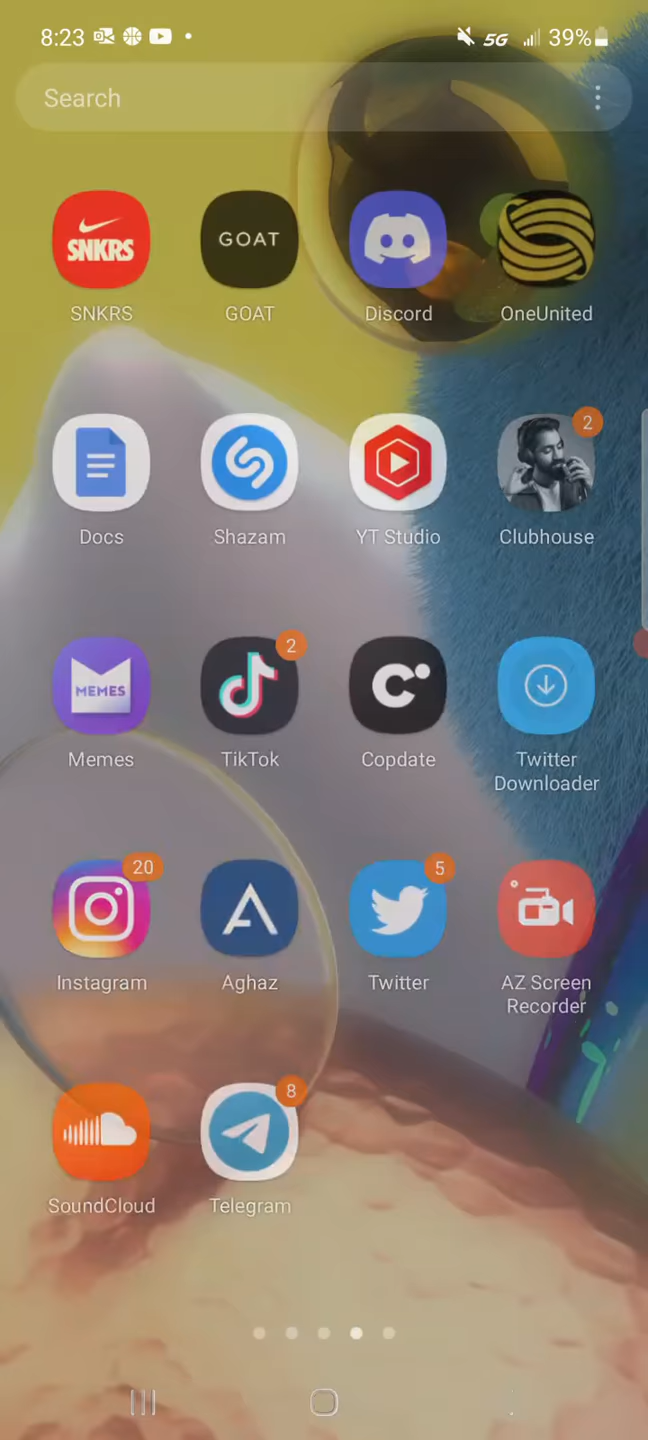 8:23 5G 39%
Search
SNKRS GOAT
SNKRS GOAT Discord OneUnited
2
Docs Shazam YT Studio Clubhouse
2
MEMES
Memes TikTok Copdate Twitter
Downloader
20 5
Instagram Aghaz Twitter AZ Screen
Recorder
8
SoundCloud Telegram